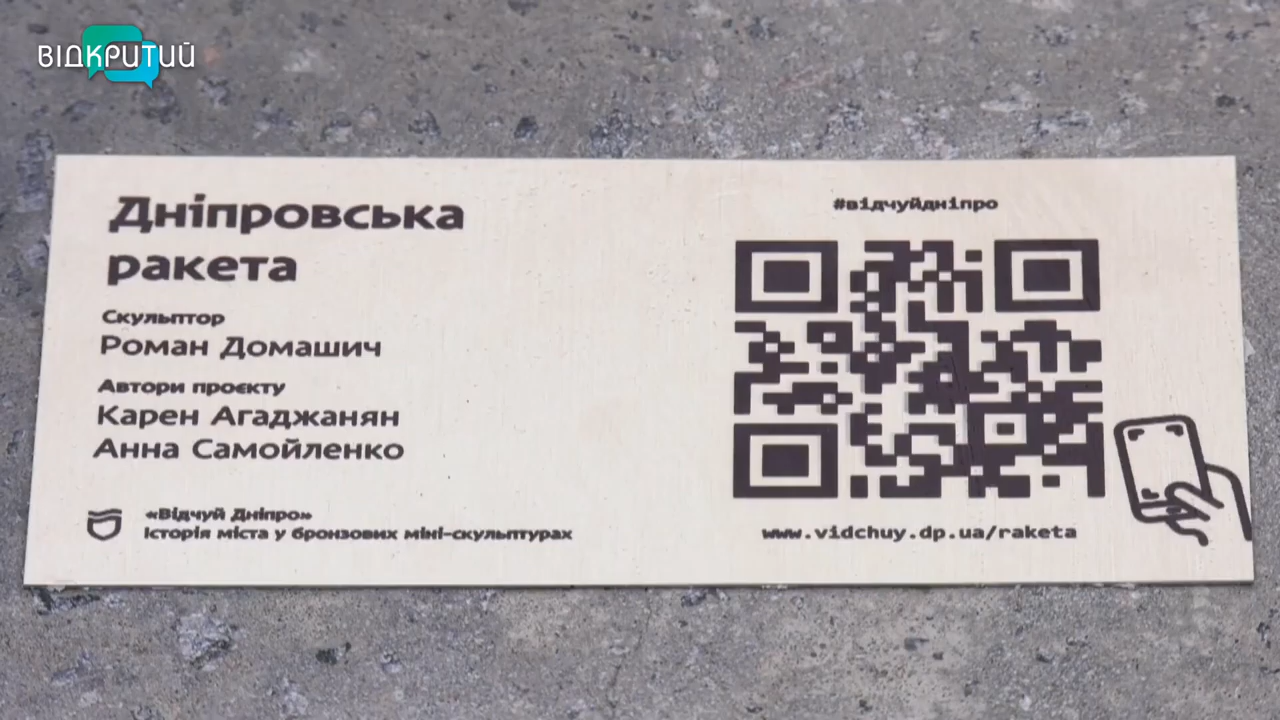 ВІДКРИТИЙ
Дніпровська
ракета
Скульптор
Роман Домашич
Автори проєкту
Карен Агаджанян
Анна Самойленко
«Відчуй Дніпро»
Історія міста у бронзових міні-скульптурах
#відчуйдніпро
www.vidchuy.dp.ua/raketa